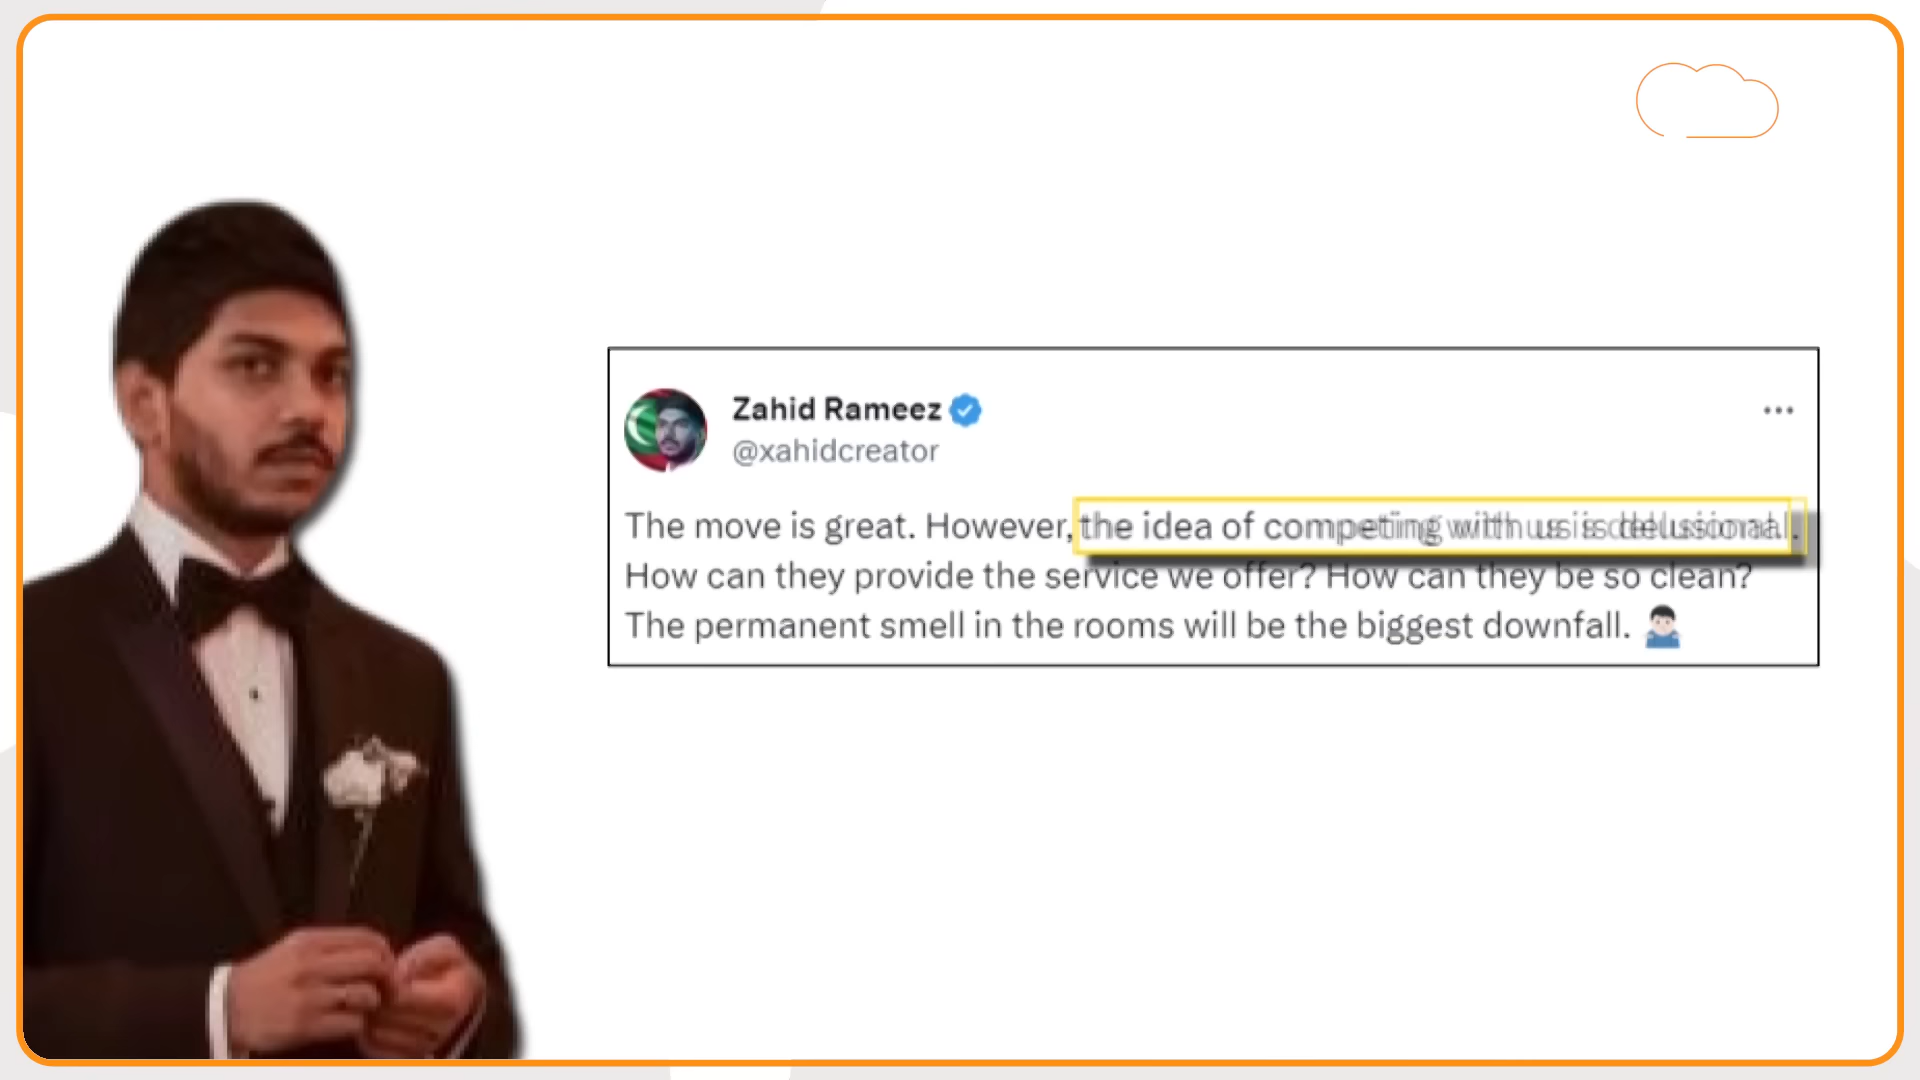 Zahid Rameez
@xahidcreator
The move is great. However, the idea of competing with us is delusional.
How can they provide the service we offer? How can they be so clean?
The permanent smell in the rooms will be the biggest downfall.